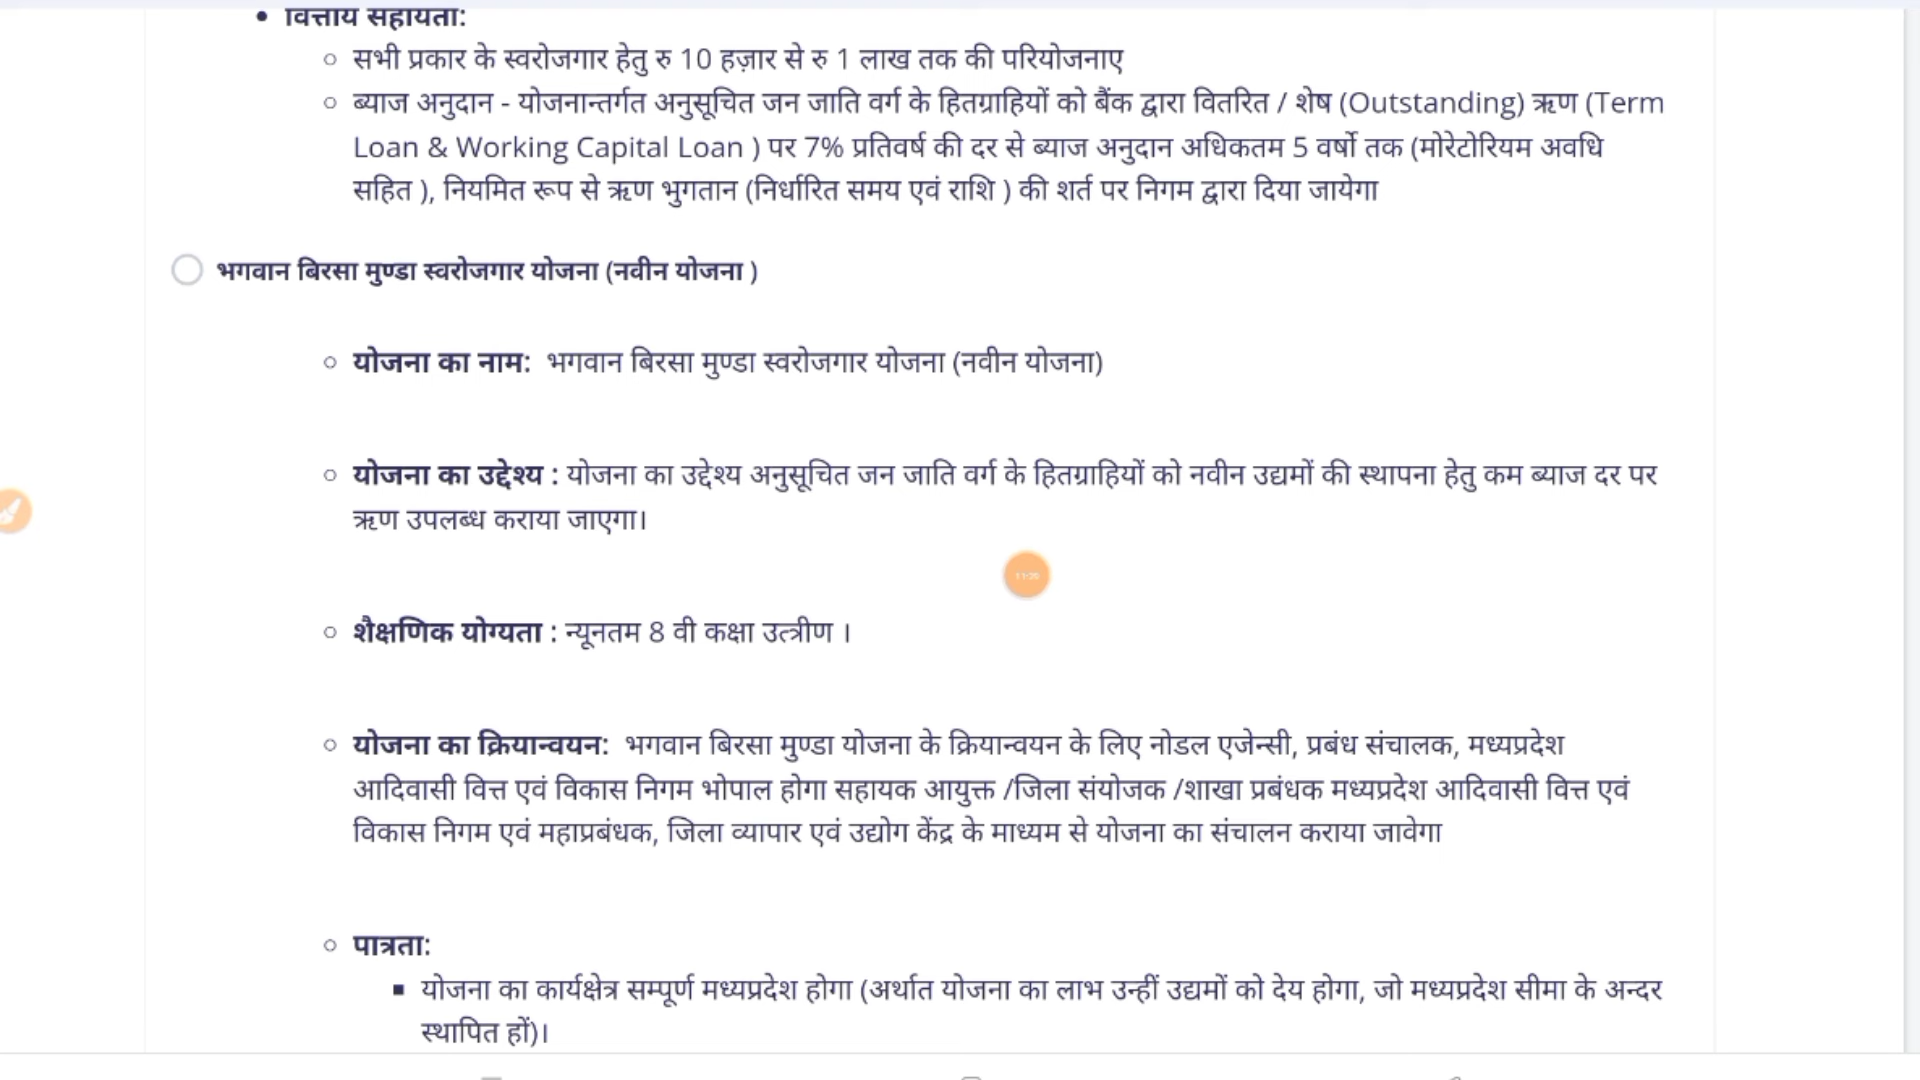 वित्तीय सहायता:
सभी प्रकार के स्वरोजगार हेतु रु 10 हज़ार से रु 1 लाख तक की परियोजनाए
ब्याज अनुदान - योजनान्तर्गत अनुसूचित जन जाति वर्ग के हितग्राहियों को बैंक द्वारा वितरित / शेष (Outstanding) ऋण (Term
Loan & Working Capital Loan ) पर 7% प्रतिवर्ष की दर से ब्याज अनुदान अधिकतम 5 वर्षो तक (मोरेटोरियम अवधि
सहित ), नियमित रूप से ऋण भुगतान (निर्धारित समय एवं राशि ) की शर्त पर निगम द्वारा दिया जायेगा
भगवान बिरसा मुण्डा स्वरोजगार योजना (नवीन योजना )
योजना का नाम: भगवान बिरसा मुण्डा स्वरोजगार योजना (नवीन योजना)
योजना का उद्देश्य : योजना का उद्देश्य अनुसूचित जन जाति वर्ग के हितग्राहियों को नवीन उद्यमों की स्थापना हेतु कम ब्याज दर पर
ऋण उपलब्ध कराया जाएगा।
शैक्षणिक योग्यता : न्यूनतम 8 वी कक्षा उत्त्रीण ।
योजना का क्रियान्वयन: भगवान बिरसा मुण्डा योजना के क्रियान्वयन के लिए नोडल एजेन्सी, प्रबंध संचालक, मध्यप्रदेश
आदिवासी वित्त एवं विकास निगम भोपाल होगा सहायक आयुक्त /जिला संयोजक /शाखा प्रबंधक मध्यप्रदेश आदिवासी वित्त एवं
विकास निगम एवं महाप्रबंधक, जिला व्यापार एवं उद्योग केंद्र के माध्यम से योजना का संचालन कराया जावेगा
पात्रता:
योजना का कार्यक्षेत्र सम्पूर्ण मध्यप्रदेश होगा (अर्थात योजना का लाभ उन्हीं उद्यमों को देय होगा, जो मध्यप्रदेश सीमा के अन्दर
स्थापित हों)।